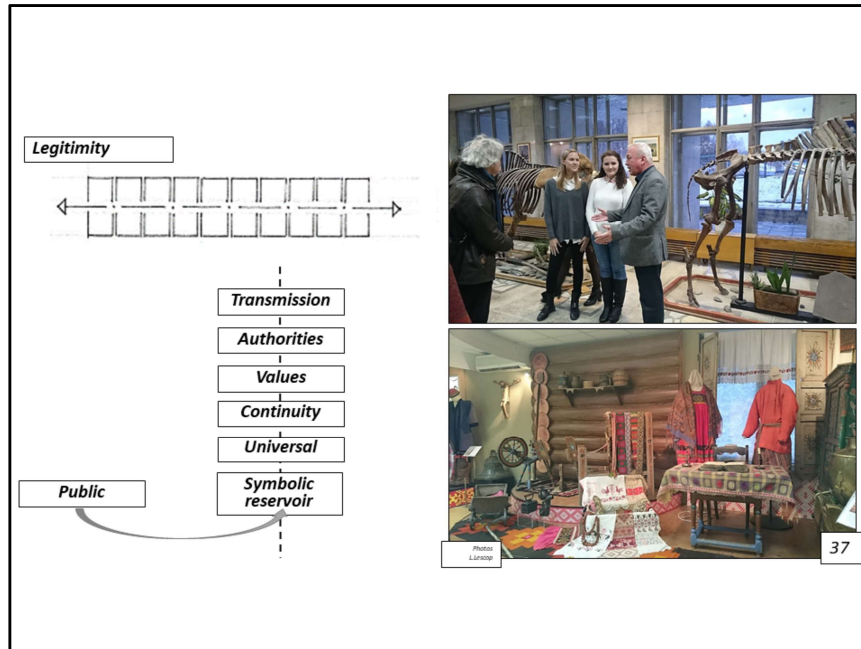 Legitimity
Transmission
Authorities
Values
Continuity
Universal
Public
Symbolic
reservoir
Photos
L.Lescop
37